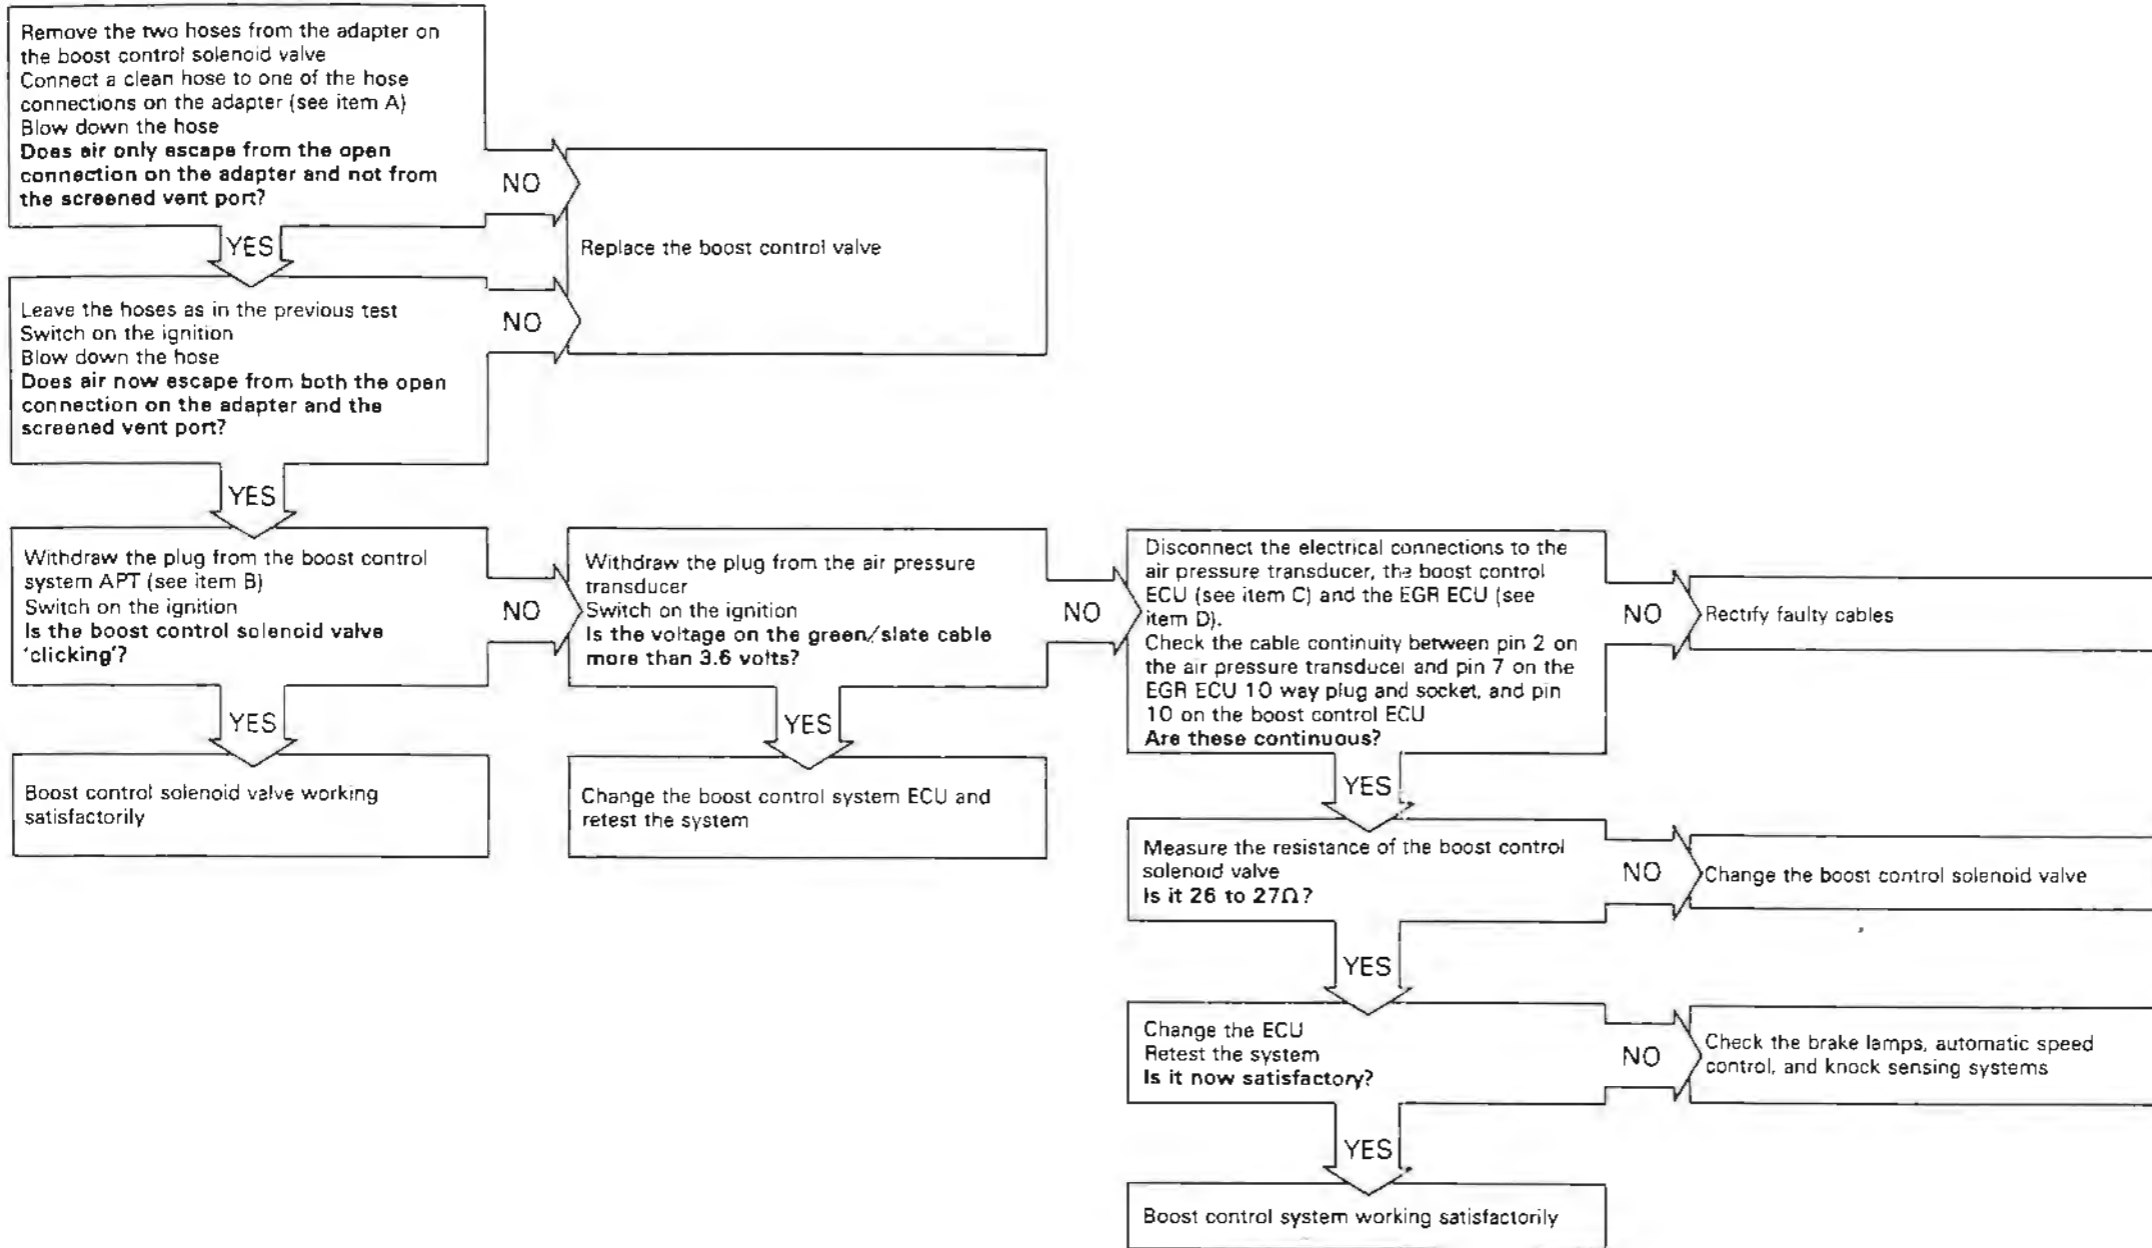 Remove the two hoses from the adapter on
the boost control solenoid valve
Connect a clean hose to one of the hose
connections on the adapter (see item A)
Blow down the hose
Does air only escape from the open
connection on the adapter and not from
the screened vent port?
NO
YES
Replace the boost control valve
Leave the hoses as in the previous test
Switch on the ignition
Blow down the hose
Does air now escape from both the open
connection on the adapter and the
screened vent port?
NO
YES
Withdraw the plug from the boost control
system APT (see item B)
Switch on the ignition
Is the boost control solenoid valve
'clicking'?
NO
YES
Boost control solenoid valve working
satisfactorily
Withdraw the plug from the air pressure
transducer
Switch on the ignition
Is the voltage on the green/slate cable
more than 3.6 volts?
NO
YES
Change the boost control system ECU and
retest the system
Disconnect the electrical connections to the
air pressure transducer, the boost control
ECU (see item C) and the EGR ECU (see
item D).
Check the cable continuity between pin 2 on
the air pressure transducer and pin 7 on the
EGR ECU 10 way plug and socket, and pin
10 on the boost control ECU
Are these continuous?
NO
Rectify faulty cables
YES
Measure the resistance of the boost control
solenoid valve
Is it 26 to 27Ω?
NO
Change the boost control solenoid valve
YES
Change the ECU
Retest the system
Is it now satisfactory?
NO
Check the brake lamps, automatic speed
control, and knock sensing systems
YES
Boost control system working satisfactorily